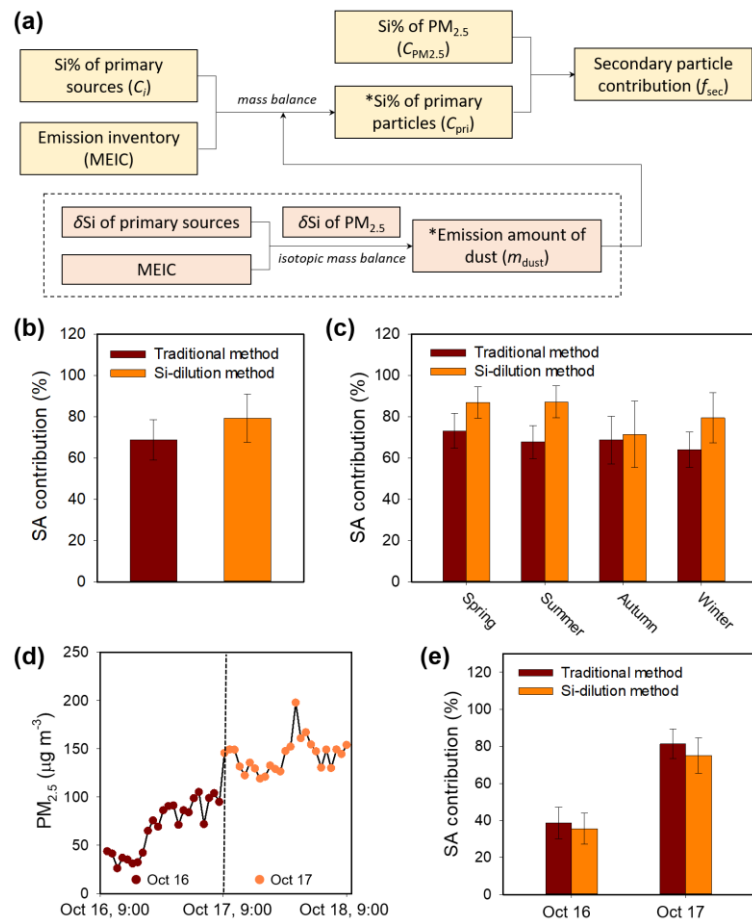 (a)
Si% of primary
sources (Ci)
Emission inventory
(MEIC)
mass balance
Si% of PM2.5
(CPM2.5)
*Si% of primary
particles (Cpri)
Secondary particle
contribution (fsec)
δSi of primary sources
MEIC
δSi of PM2.5
isotopic mass balance
*Emission amount of
dust (mdust)
(b)
SA contribution (%)
120
100
80
60
40
20
0
Traditional method
Si-dilution method
(c)
SA contribution (%)
120
100
80
60
40
20
0
Traditional method
Si-dilution method
Spring
Summer
Autumn
Winter
(d)
PM2.5 (μg m−3)
250
200
150
100
50
0
Oct 16
Oct 17
Oct 16, 9:00
Oct 17, 9:00
Oct 18, 9:00
(e)
SA contribution (%)
120
100
80
60
40
20
0
Traditional method
Si-dilution method
Oct 16
Oct 17